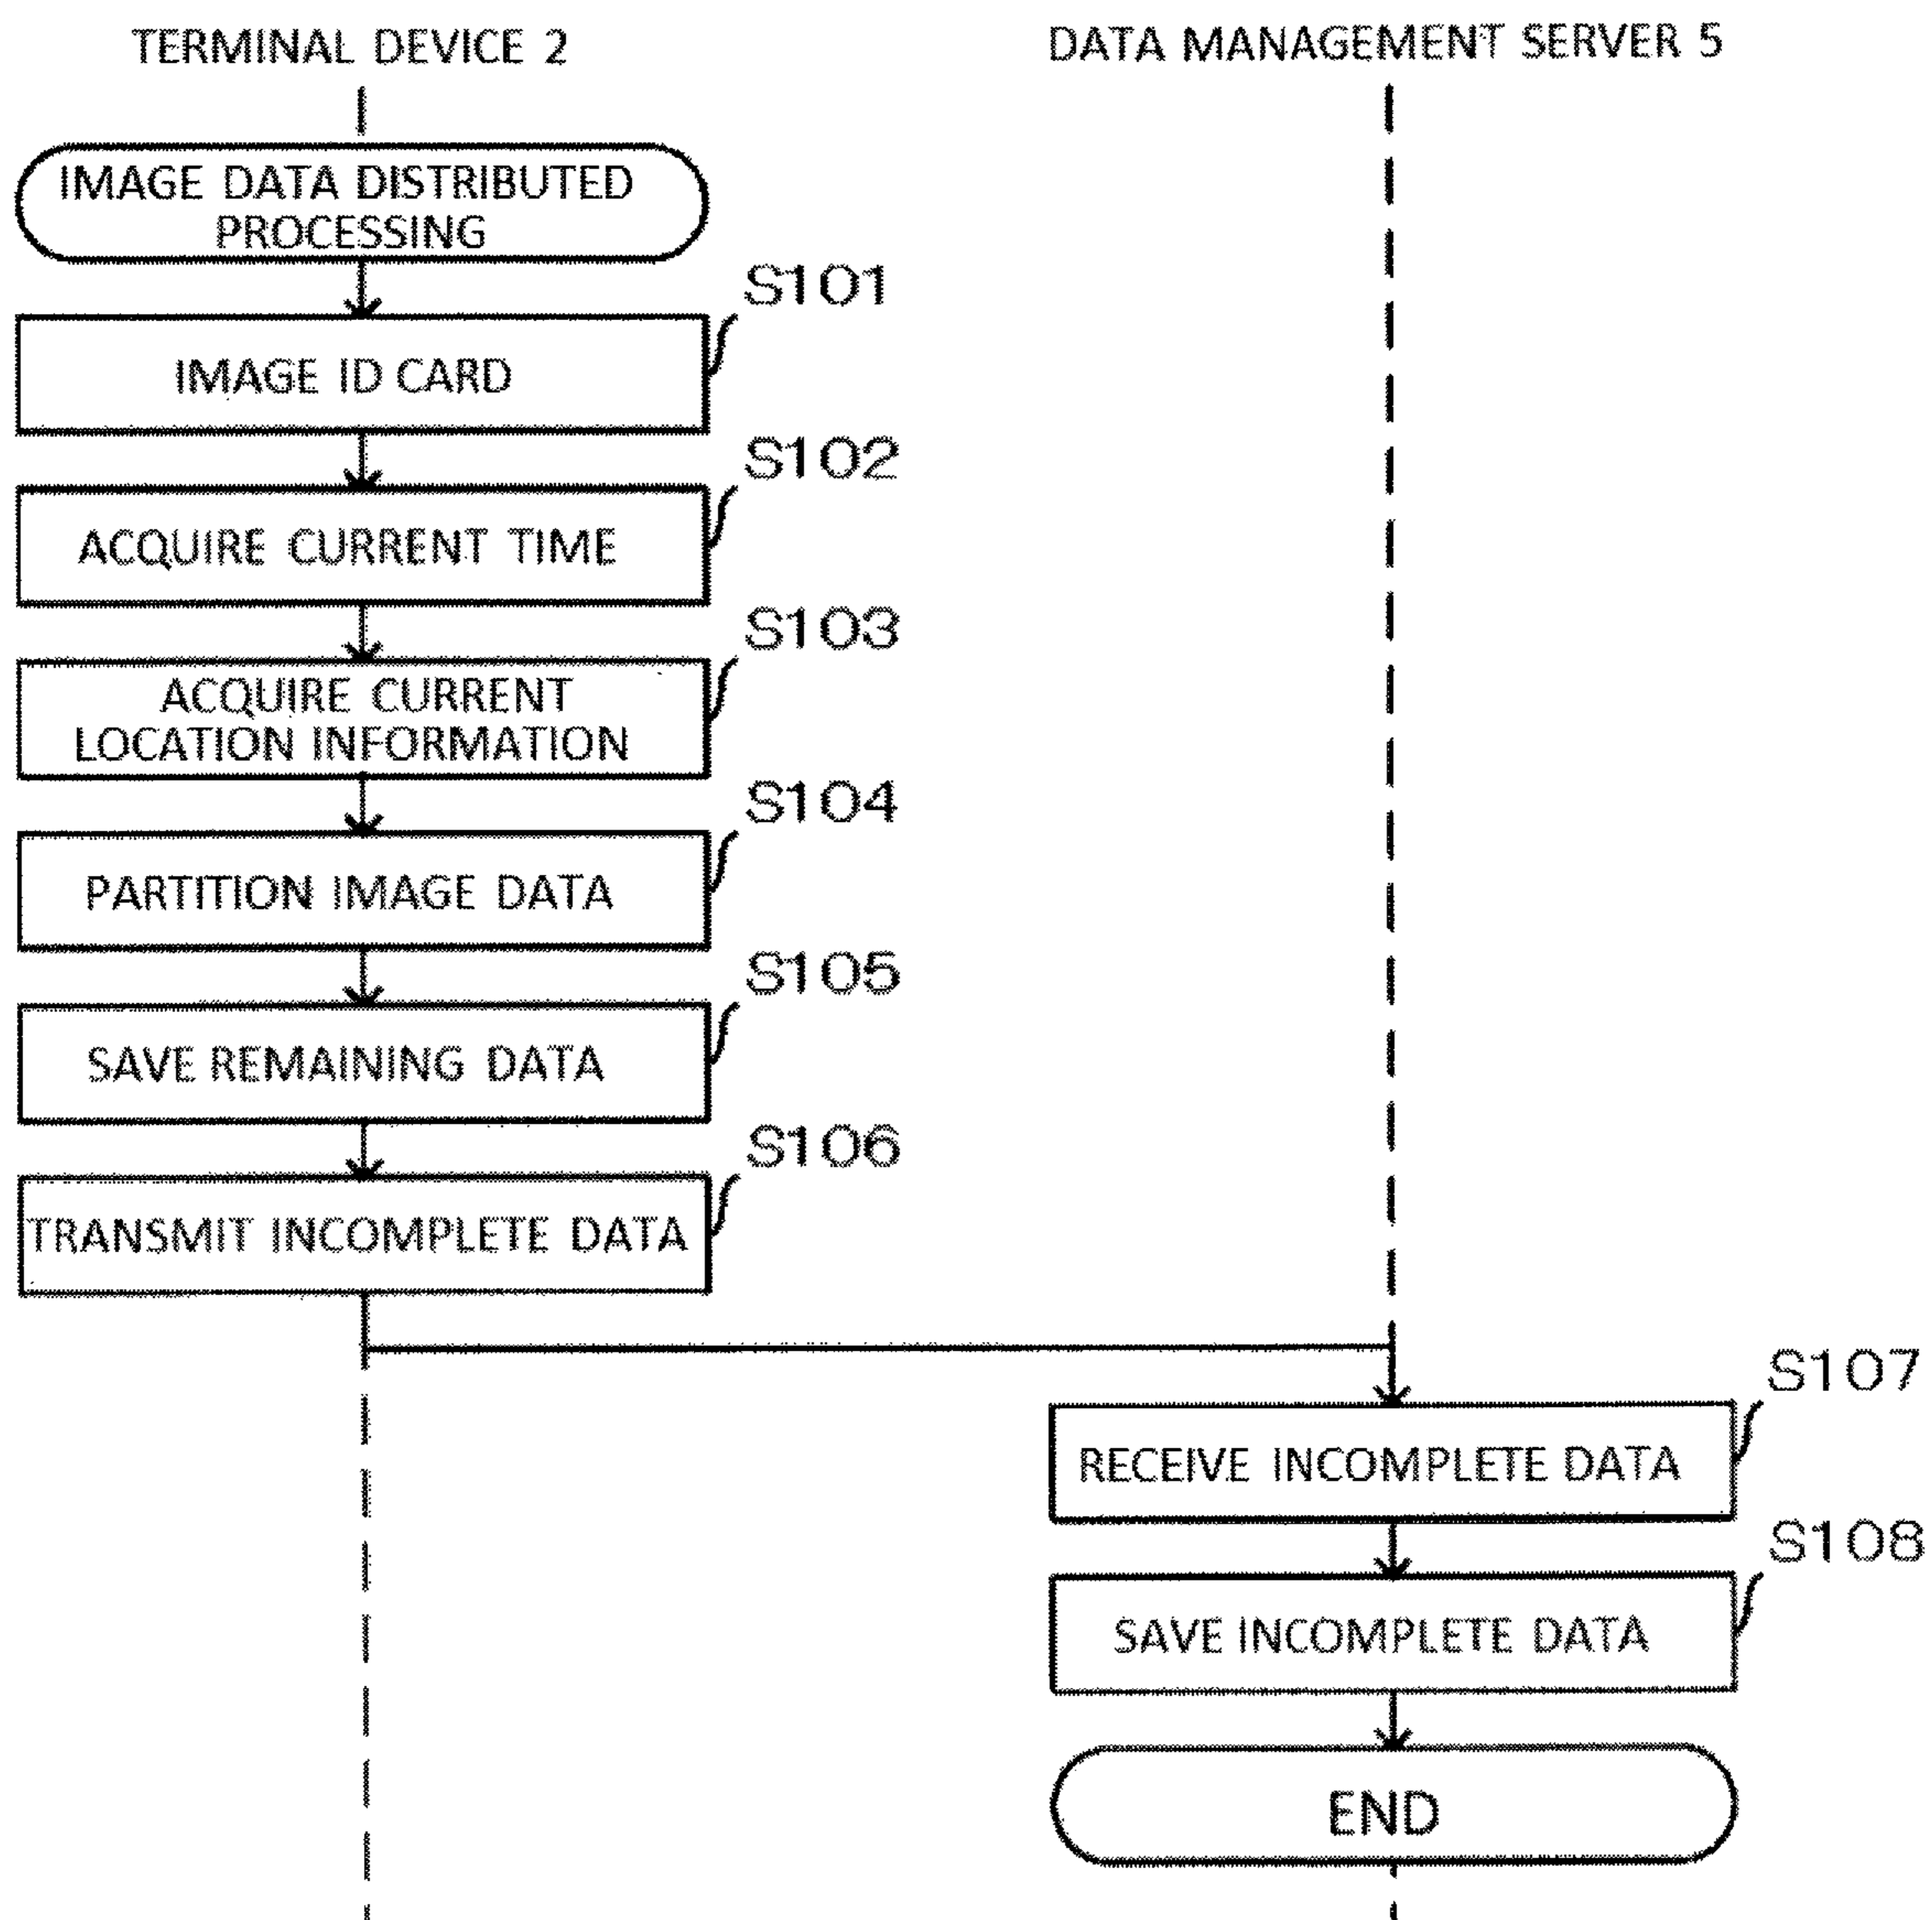 TERMINAL DEVICE 2
DATA MANAGEMENT SERVER 5
IMAGE DATA DISTRIBUTED
PROCESSING
S101
IMAGE ID CARD
S102
ACQUIRE CURRENT TIME
S103
ACQUIRE CURRENT
LOCATION INFORMATION
S104
PARTITION IMAGE DATA
S105
SAVE REMAINING DATA
S106
TRANSMIT INCOMPLETE DATA
S107
RECEIVE INCOMPLETE DATA
S108
SAVE INCOMPLETE DATA
END